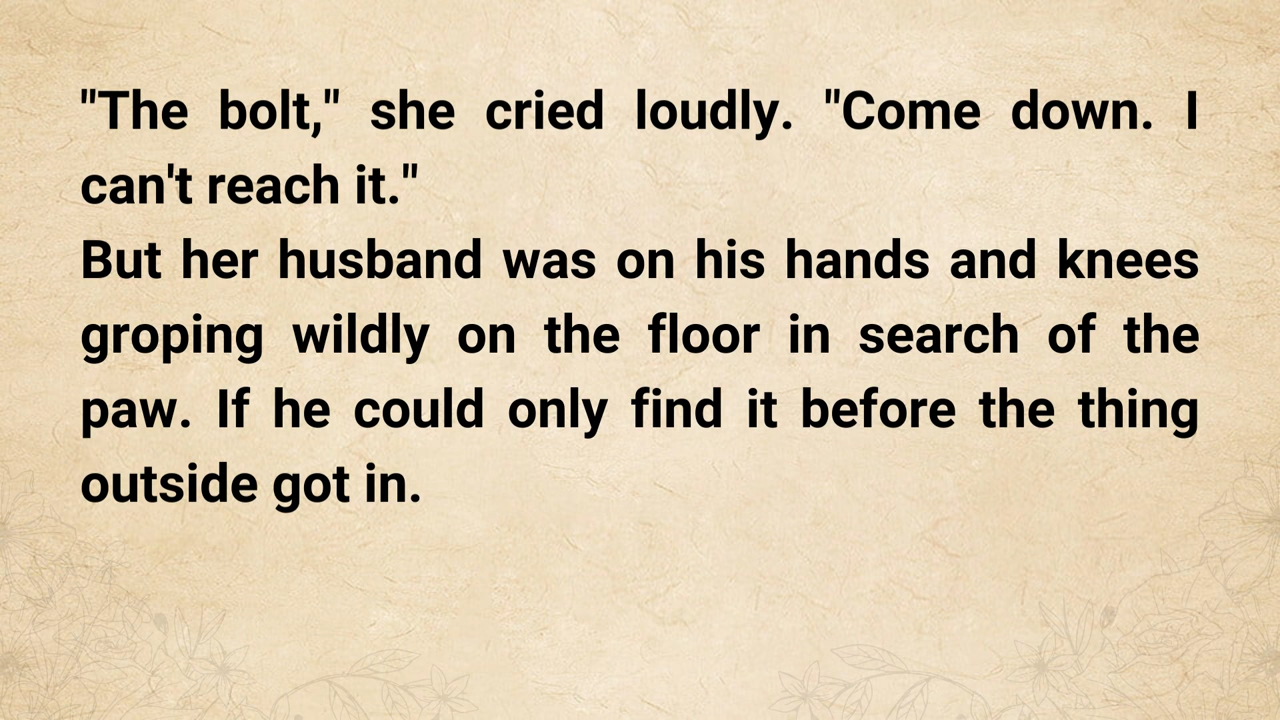 "The bolt," she cried loudly. "Come down. I
can't reach it."
But her husband was on his hands and knees
groping wildly on the floor in search of the
paw. If he could only find it before the thing
outside got in.